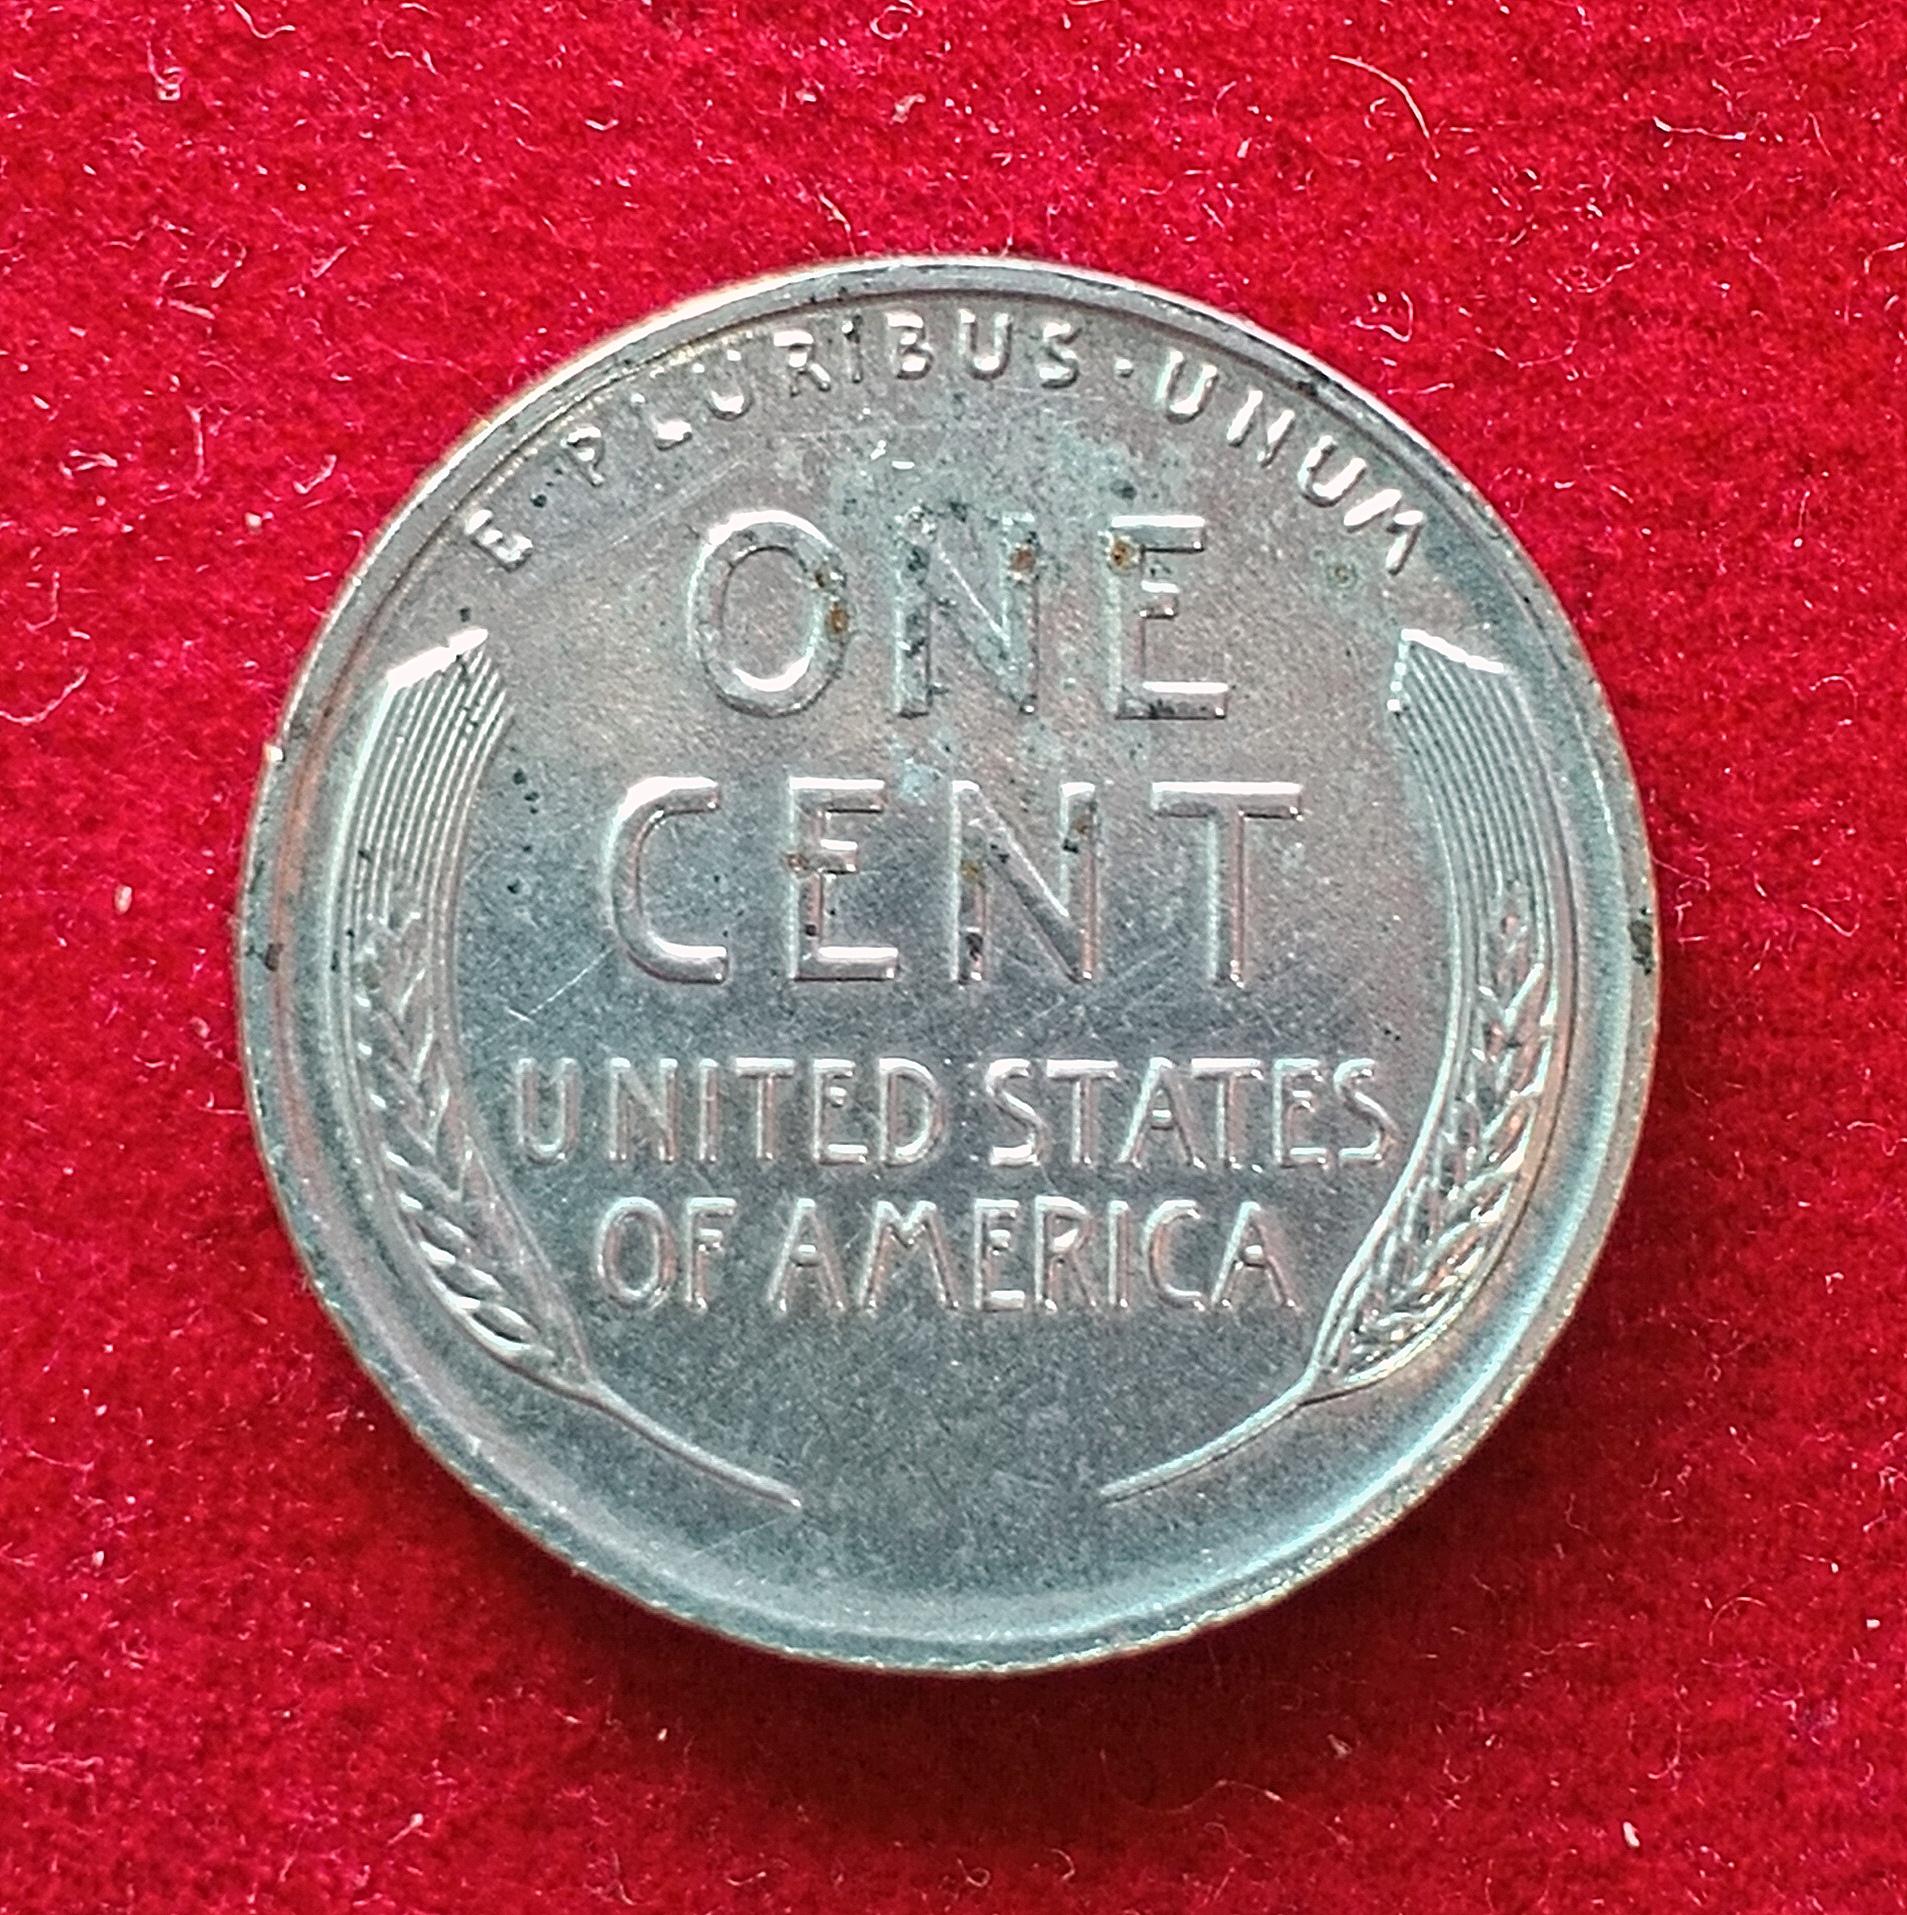 E·PLURIBUS·UNUM
ONE
CENT
UNITED STATES
OF AMERICA